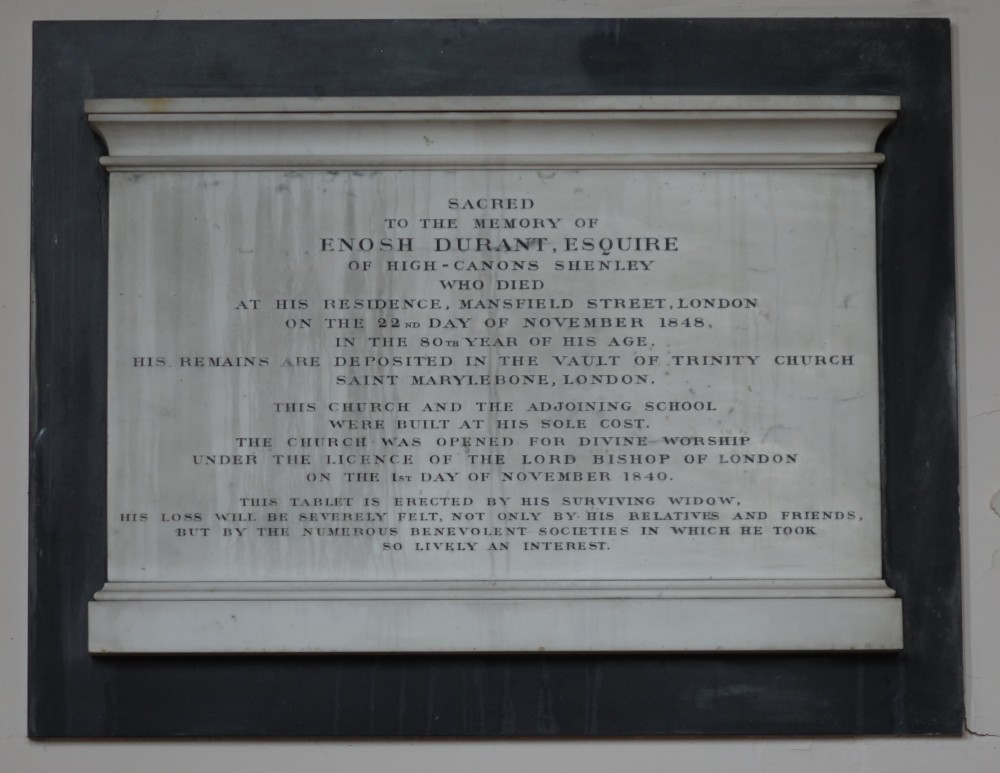 SACRED
TO THE MEMORY OF
ENOSH DURANT, ESQUIRE
OF HIGH-CANONS SHENLEY
WHO DIED
AT HIS RESIDENCE, MANSFIELD STREET, LONDON
ON THE 22ND DAY OF NOVEMBER 1848,
IN THE 80TH YEAR OF HIS AGE.
HIS REMAINS ARE DEPOSITED IN THE VAULT OF TRINITY CHURCH
SAINT MARYLEBONE, LONDON.
THIS CHURCH AND THE ADJOINING SCHOOL
WERE BUILT AT HIS SOLE COST.
THE CHURCH WAS OPENED FOR DIVINE WORSHIP
UNDER THE LICENCE OF THE LORD BISHOP OF LONDON
ON THE 1ST DAY OF NOVEMBER 1840.
THIS TABLET IS ERECTED BY HIS SURVIVING WIDOW,
HIS LOSS WILL BE SEVERELY FELT, NOT ONLY BY HIS RELATIVES AND FRIENDS,
BUT BY THE NUMEROUS BENEVOLENT SOCIETIES IN WHICH HE TOOK
SO LIVELY AN INTEREST.